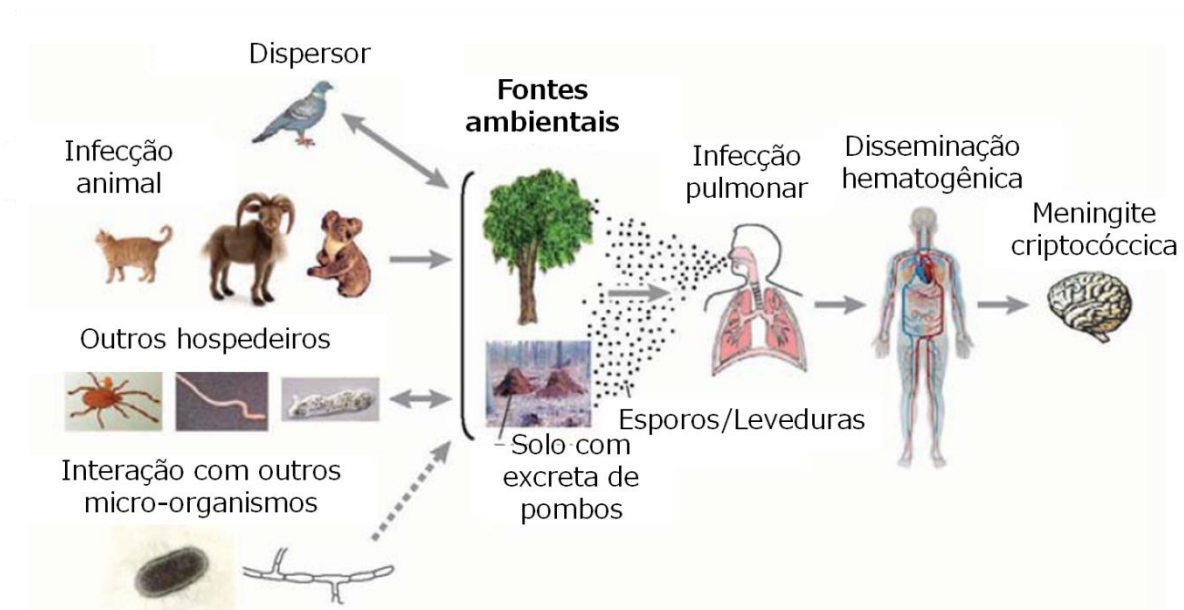 Dispersor
Fontes
ambientais
Infecção
animal
Infecção
pulmonar
Disseminação
hematogênica
Meningite
criptocóccica
Outros hospedeiros
Esporos/Leveduras
Solo com
excreta de
pombos
Interação com outros
micro-organismos